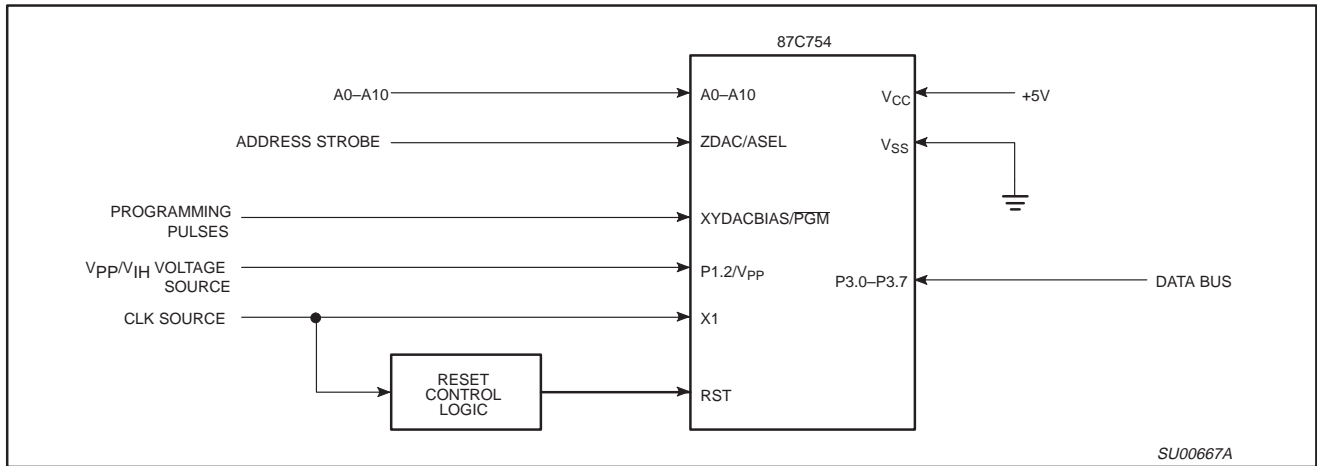 87C754
A0–A10
A0–A10
VCC
+5V
ADDRESS STROBE
ZDAC/ASEL
VSS
PROGRAMMING
PULSES
XYDACBIAS/PGM
VPP/VIH VOLTAGE
SOURCE
P1.2/VPP
P3.0–P3.7
DATA BUS
CLK SOURCE
X1
RESET
CONTROL
LOGIC
RST
SU00667A